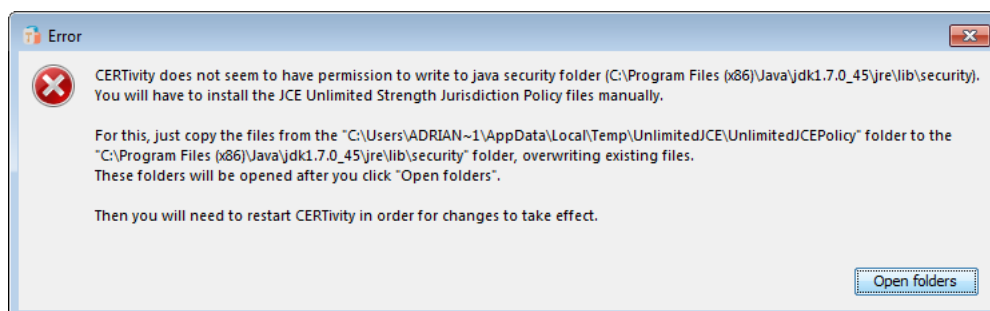 Error
CERTivity does not seem to have permission to write to java security folder (C:\Program Files (x86)\Java\jdk1.7.0_45\jre\lib\security).
You will have to install the JCE Unlimited Strength Jurisdiction Policy files manually.
For this, just copy the files from the "C:\Users\ADRIAN~1\AppData\Local\Temp\UnlimitedJCE\UnlimitedJCEPolicy" folder to the
"C:\Program Files (x86)\Java\jdk1.7.0_45\jre\lib\security" folder, overwriting existing files.
These folders will be opened after you click "Open folders".
Then you will need to restart CERTivity in order for changes to take effect.
Open folders